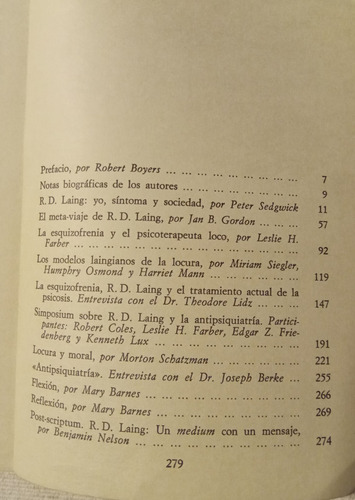 Prefacio, por Robert Boyers ... ... ... ... ... ... ... 7
Notas biográficas de los autores ... ... ... ... ... ... 9
R. D. Laing: yo, síntoma y sociedad, por Peter Sedgwick 11
El meta-viaje de R. D. Laing, por Jan B. Gordon ... ... 57
La esquizofrenia y el psicoterapeuta loco, por Leslie H.
Farber ... ... ... ... ... ... ... ... ... ... ... 92
Los modelos laingianos de la locura, por Miriam Siegler,
Humphry Osmond y Harriet Mann ... ... ... ... ... 119
La esquizofrenia, R. D. Laing y el tratamiento actual de la
psicosis. Entrevista con el Dr. Theodore Lidz ... ... 147
Simposium sobre R. D. Laing y la antipsiquiatría. Partici-
pantes: Robert Coles, Leslie H. Farber, Edgar Z. Frie-
denberg y Kenneth Lux ... ... ... ... ... ... ... 191
Locura y moral, por Morton Schatzman ... ... ... ... 221
«Antipsiquiatría». Entrevista con el Dr. Joseph Berke ... 255
Flexión, por Mary Barnes ... ... ... ... ... ... ... 266
Reflexión, por Mary Barnes ... ... ... ... ... ... ... 269
Post-scriptum. R. D. Laing: Un medium con un mensaje,
por Benjamin Nelson ... ... ... ... ... ... ... ... 274
279